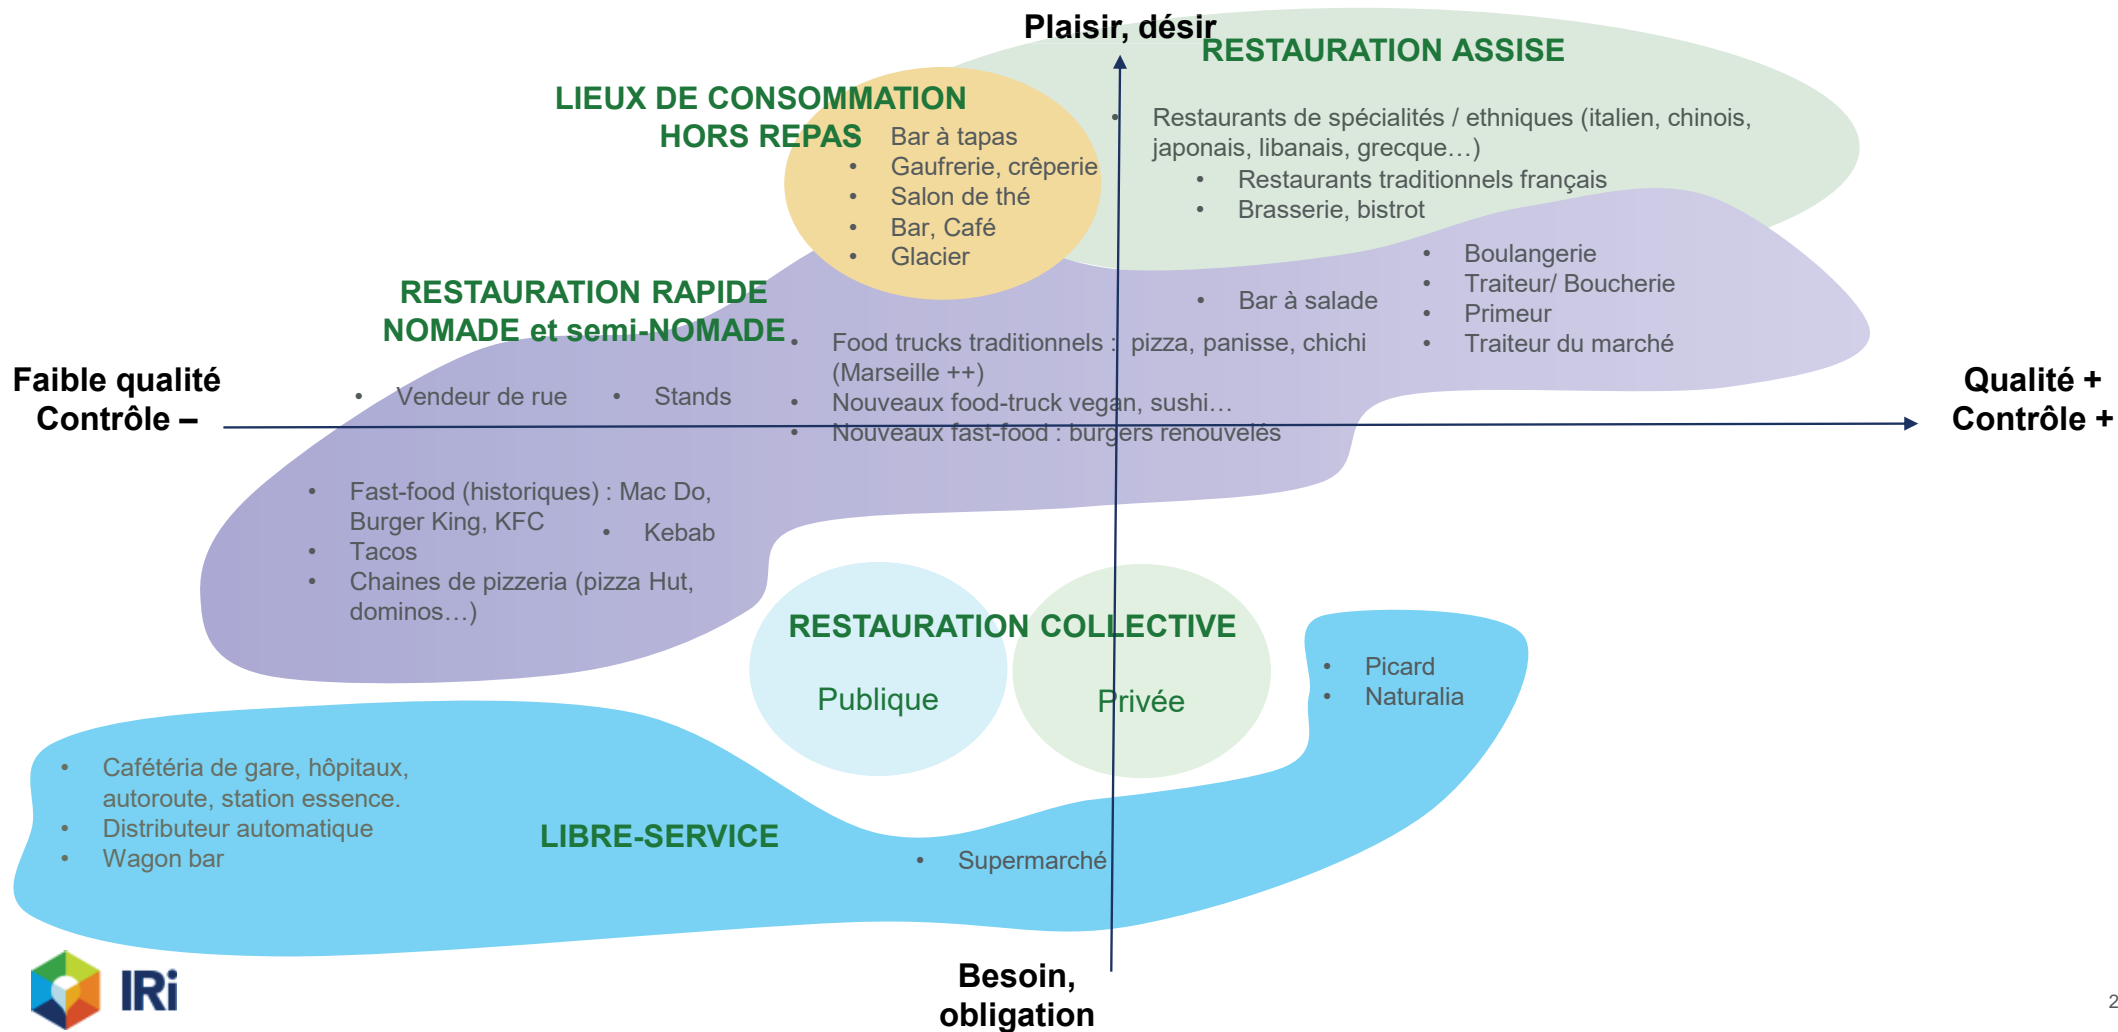 Plaisir, désir
RESTAURATION ASSISE
LIEUX DE CONSOMMATION
HORS REPAS
Bar à tapas
• Gaufrerie, crêperie
• Salon de thé
• Bar, Café
• Glacier
• Restaurants de spécialités / ethniques (italien, chinois,
japonais, libanais, grecque…)
• Restaurants traditionnels français
• Brasserie, bistrot
RESTAURATION RAPIDE
NOMADE et semi-NOMADE
• Boulangerie
• Traiteur/ Boucherie
• Primeur
• Traiteur du marché
• Bar à salade
• Food trucks traditionnels : pizza, panisse, chichi
(Marseille ++)
• Nouveaux food-truck vegan, sushi…
• Nouveaux fast-food : burgers renouvelés
• Vendeur de rue
• Stands
Faible qualité
Contrôle –
Qualité +
Contrôle +
• Fast-food (historiques) : Mac Do,
Burger King, KFC
• Kebab
• Tacos
• Chaines de pizzeria (pizza Hut,
dominos…)
RESTAURATION COLLECTIVE
Publique
Privée
• Picard
• Naturalia
• Cafétéria de gare, hôpitaux,
autoroute, station essence.
• Distributeur automatique
• Wagon bar
LIBRE-SERVICE
• Supermarché
Besoin,
obligation
IRi
2